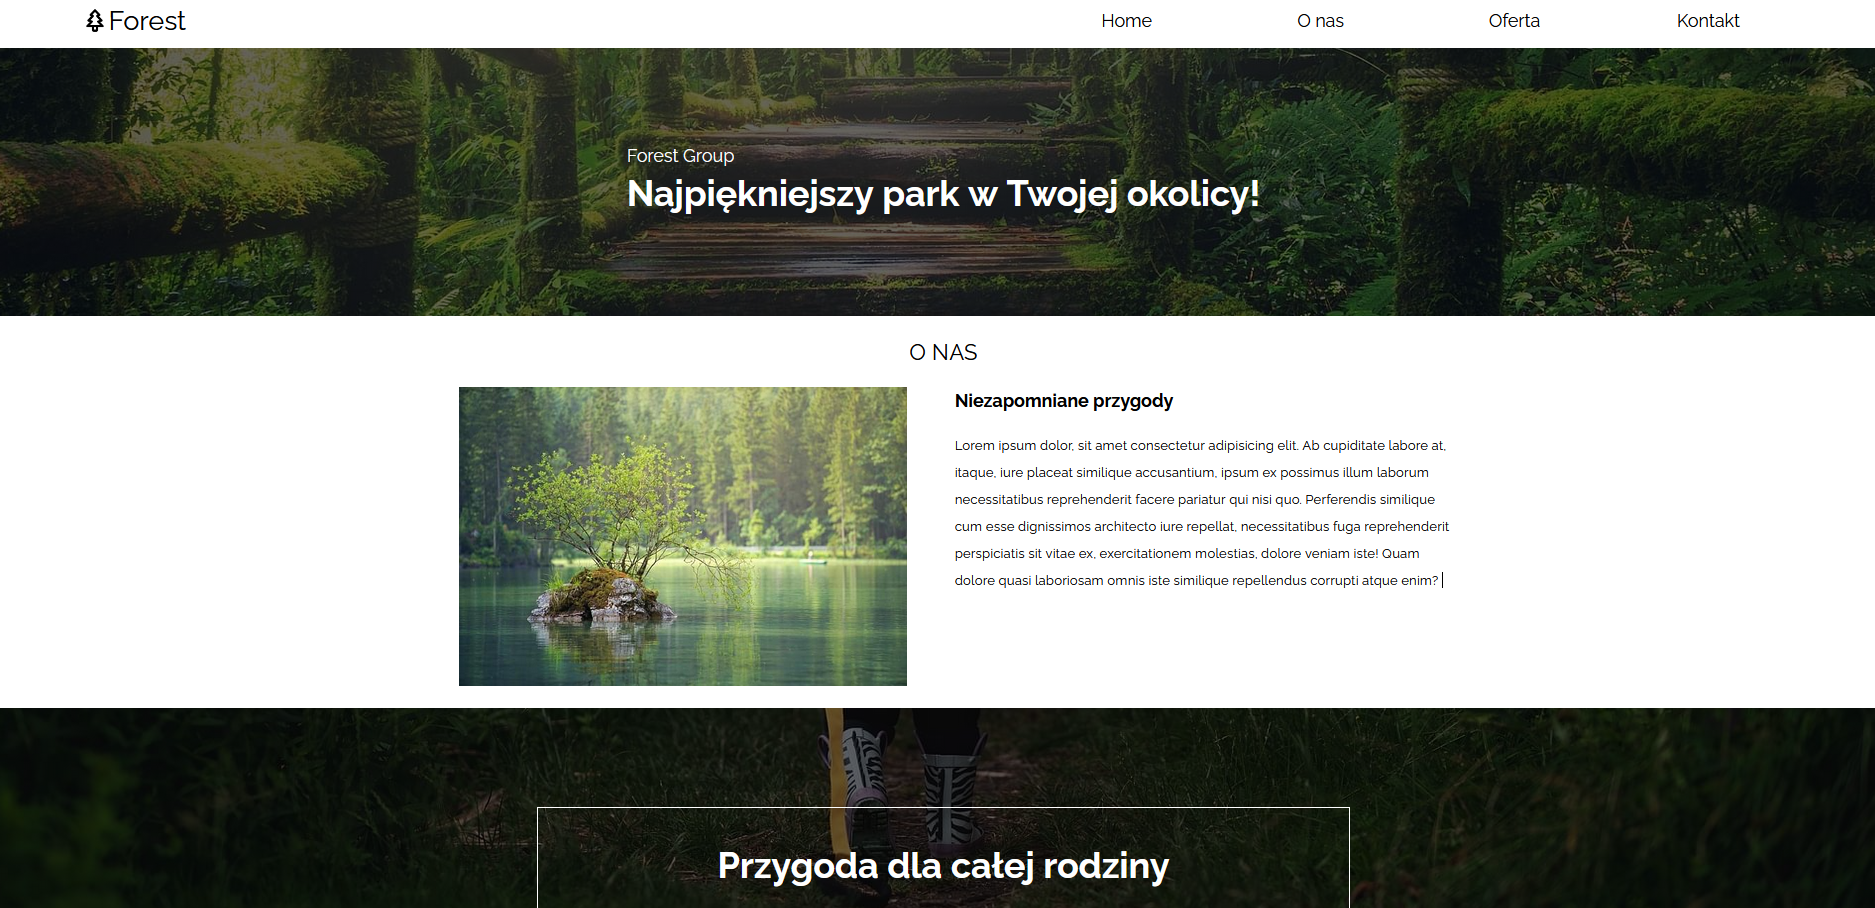 Forest
Home
O nas
Oferta
Kontakt
Forest Group
Najpiękniejszy park w Twojej okolicy!
O NAS
Niezapomniane przygody
Lorem ipsum dolor, sit amet consectetur adipisicing elit. Ab cupiditate labore at,
itaque, iure placeat similique accusantium, ipsum ex possimus illum laborum
necessitatibus reprehenderit facere pariatur qui nisi quo. Perferendis similique
cum esse dignissimos architecto iure repellat, necessitatibus fuga reprehenderit
perspiciatis sit vitae ex, exercitationem molestias, dolore veniam iste! Quam
dolore quasi laboriosam omnis iste similique repellendus corrupti atque enim?
Przygoda dla całej rodziny